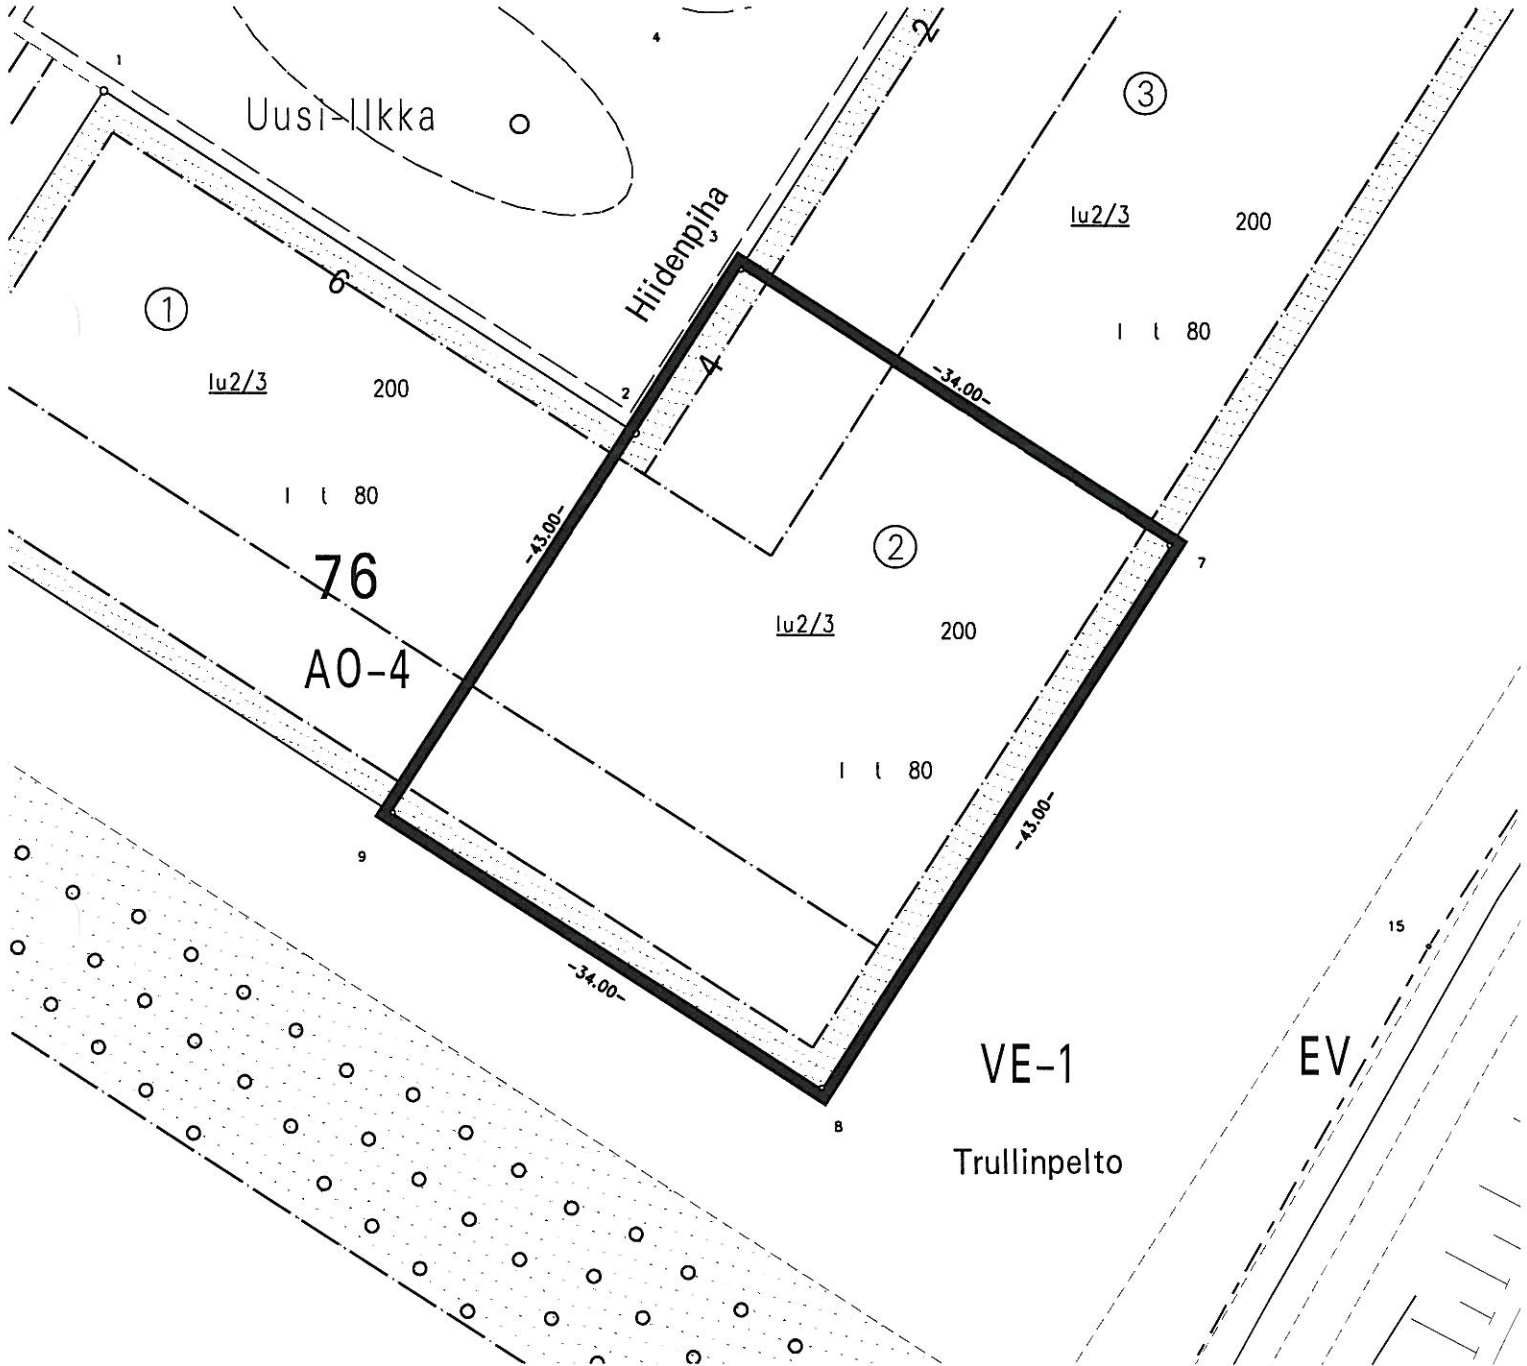 1
4
2
Uusi-Ilkka
3
Iu2/3 200
I t 80
Hiidenpiha
3
1
6
4
2
Iu2/3 200
I t 80
-34.00-
-43.00-
76
AO-4
2
7
Iu2/3 200
I t 80
-43.00-
9
-34.00-
15
VE-1
EV
8
Trullinpelto